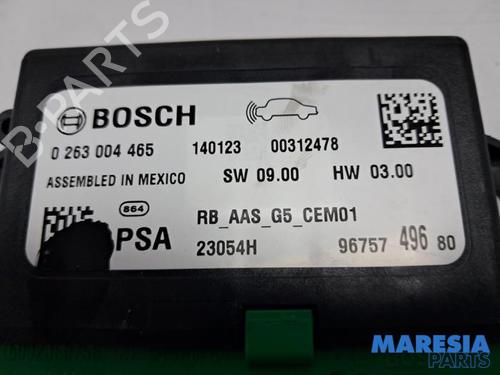 BOSCH
0 263 004 465 140123 00312478
ASSEMBLED IN MEXICO SW 09.00 HW 03.00
864 RB_AAS_G5_CEM01
PSA 23054H 96757 496 80
B-PARTS
MARESIA
PARTS